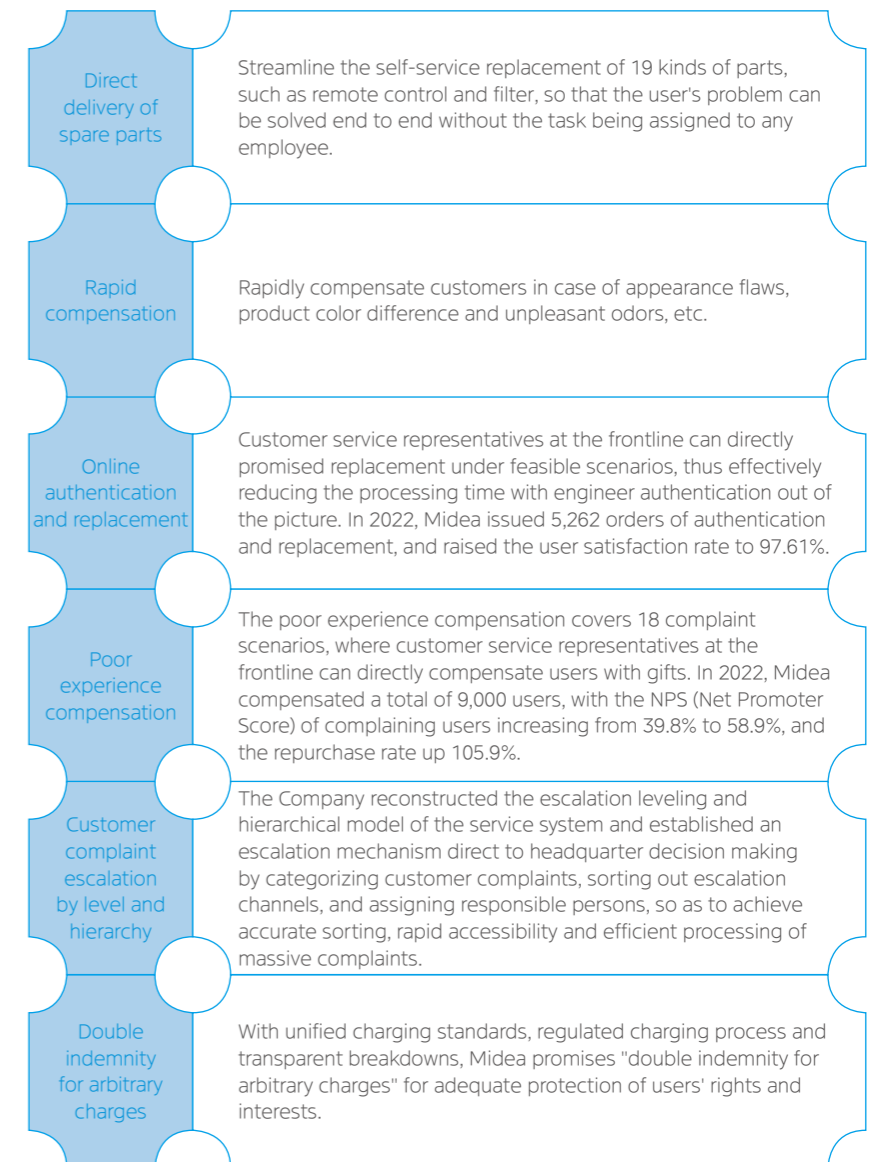 Direct
delivery of
spare parts
Streamline the self-service replacement of 19 kinds of parts,
such as remote control and filter, so that the user's problem can
be solved end to end without the task being assigned to any
employee.
Rapid
compensation
Rapidly compensate customers in case of appearance flaws,
product color difference and unpleasant odors, etc.
Online
authentication
and replacement
Customer service representatives at the frontline can directly
promised replacement under feasible scenarios, thus effectively
reducing the processing time with engineer authentication out of
the picture. In 2022, Midea issued 5,262 orders of authentication
and replacement, and raised the user satisfaction rate to 97.61%.
Poor
experience
compensation
The poor experience compensation covers 18 complaint
scenarios, where customer service representatives at the
frontline can directly compensate users with gifts. In 2022, Midea
compensated a total of 9,000 users, with the NPS (Net Promoter
Score) of complaining users increasing from 39.8% to 58.9%, and
the repurchase rate up 105.9%.
Customer
complaint
escalation
by level and
hierarchy
The Company reconstructed the escalation leveling and
hierarchical model of the service system and established an
escalation mechanism direct to headquarter decision making
by categorizing customer complaints, sorting out escalation
channels, and assigning responsible persons, so as to achieve
accurate sorting, rapid accessibility and efficient processing of
massive complaints.
Double
indemnity
for arbitrary
charges
With unified charging standards, regulated charging process and
transparent breakdowns, Midea promises "double indemnity for
arbitrary charges" for adequate protection of users' rights and
interests.